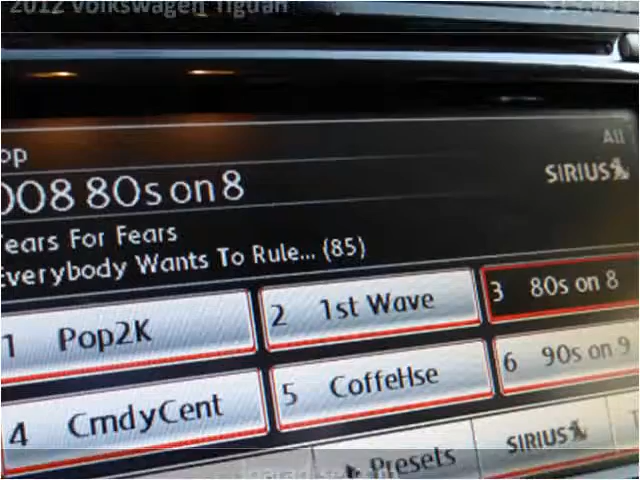 2012 Volkswagen Tiguan
All
op
008 80s on 8
SIRIUS
ears For Fears
Everybody Wants To Rule... (85)
1 Pop2K
2 1st Wave
3 80s on 8
4 CmdyCent
5 CoffeHse
6 90s on 9
Presets
SIRIUS